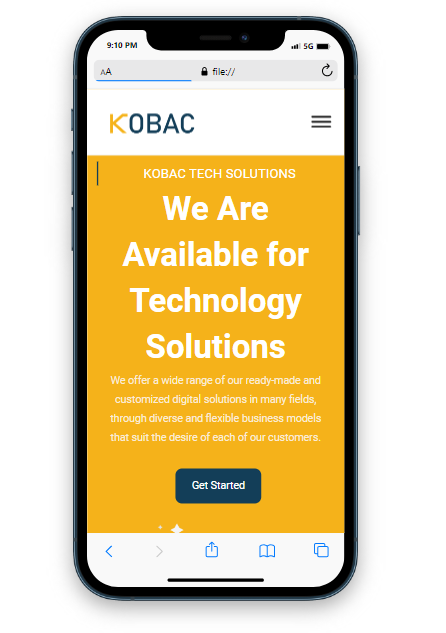 9:10 PM
5G
AA
file://
KOBAC
KOBAC TECH SOLUTIONS
We Are
Available for
Technology
Solutions
We offer a wide range of our ready-made and
customized digital solutions in many fields,
through diverse and flexible business models
that suit the desire of each of our customers.
Get Started